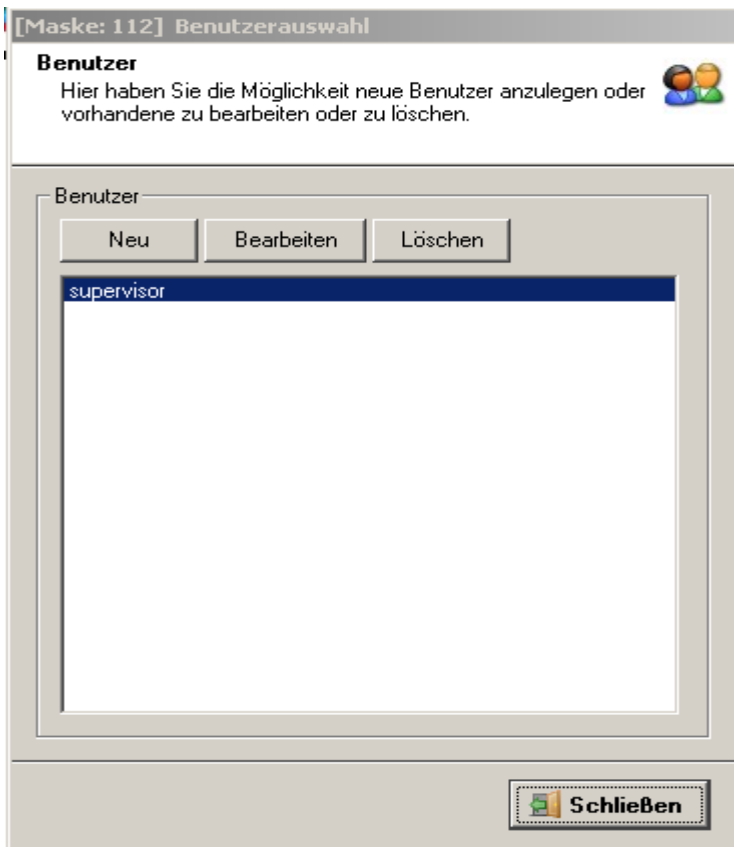 [Maske: 112] Benutzerauswahl
Benutzer
Hier haben Sie die Möglichkeit neue Benutzer anzulegen oder
vorhandene zu bearbeiten oder zu löschen.
Benutzer
Neu Bearbeiten Löschen
supervisor
Schließen